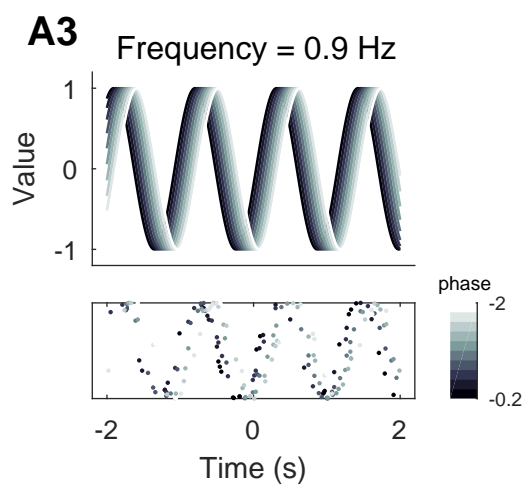 A3
Frequency = 0.9 Hz
Value
1
0
-1
phase
-2
-0.2
-2 0 2
Time (s)